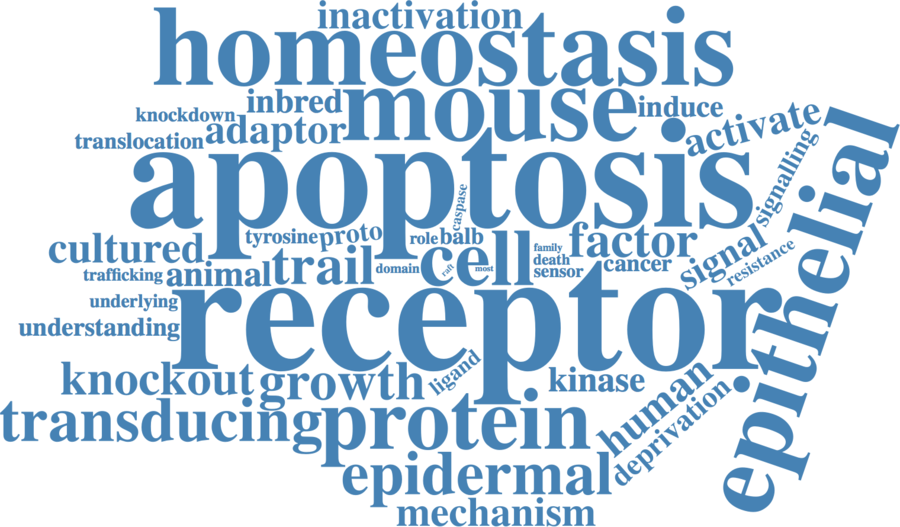 inactivation
homeostasis
inbred
mouse
induce
knockdown
adaptor
activate
translocation
apoptosis
signalling
epithelial
caspase
tyrosine
proto
role
balb
factor
cultured
cell
family
death
sensor
cancer
signal
resistance
trafficking
animal
trail
domain
raft
most
underlying
receptor
understanding
knockout
growth
ligand
kinase
human
transducing
protein
deprivation
epidermal
mechanism